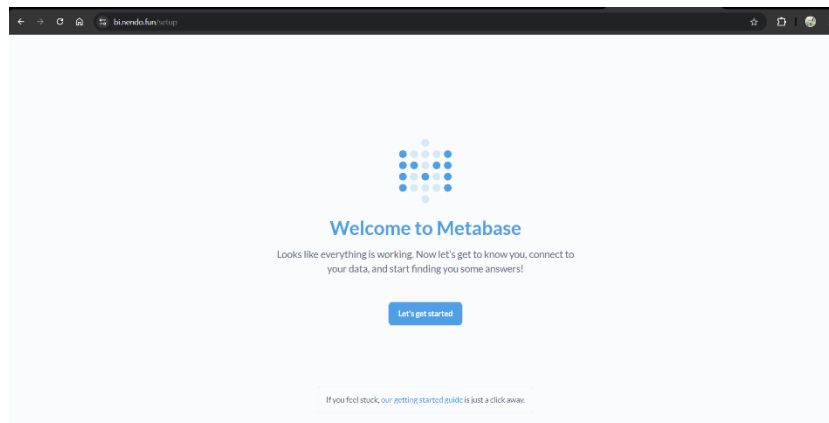 bi.nendo.fun/setup
Welcome to Metabase
Looks like everything is working. Now let's get to know you, connect to
your data, and start finding you some answers!
Let's get started
If you feel stuck, our getting started guide is just a click away.